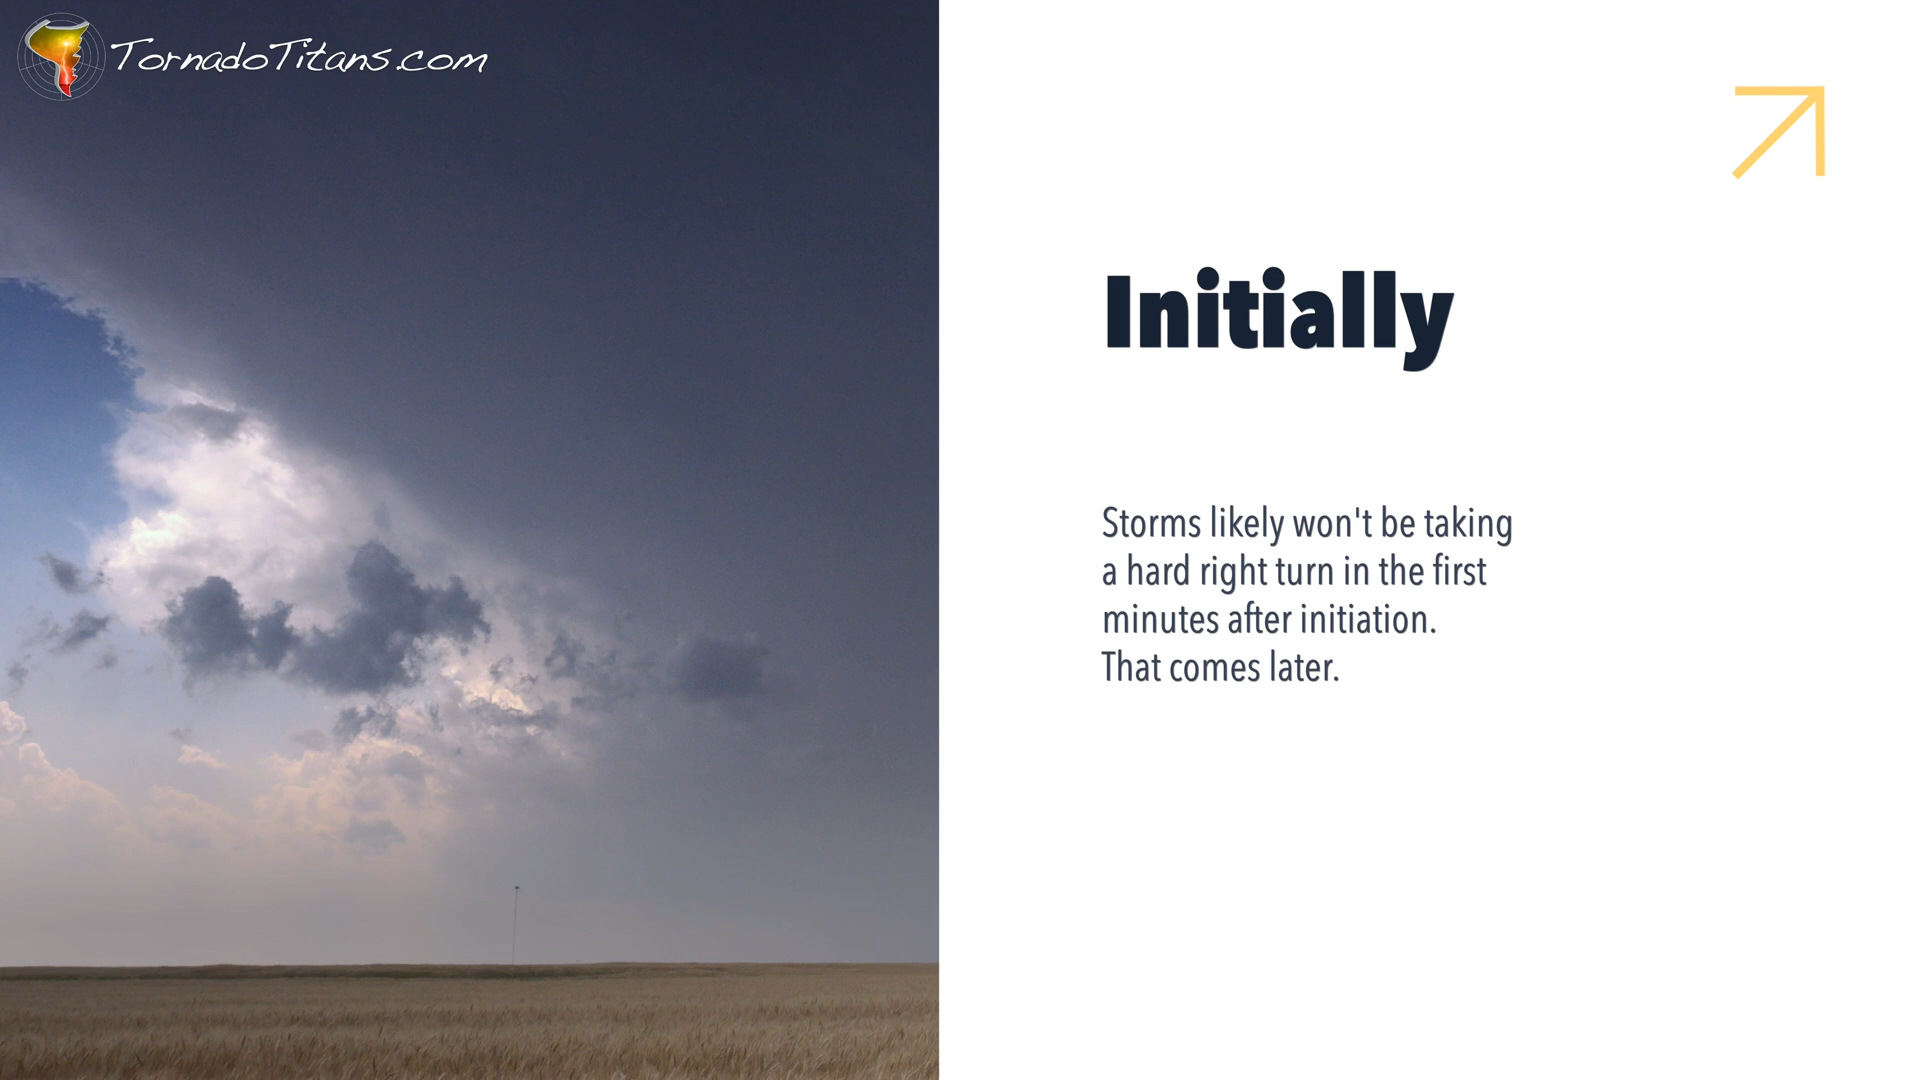 TornadoTitans.com
Initially
Storms likely won't be taking
a hard right turn in the first
minutes after initiation.
That comes later.